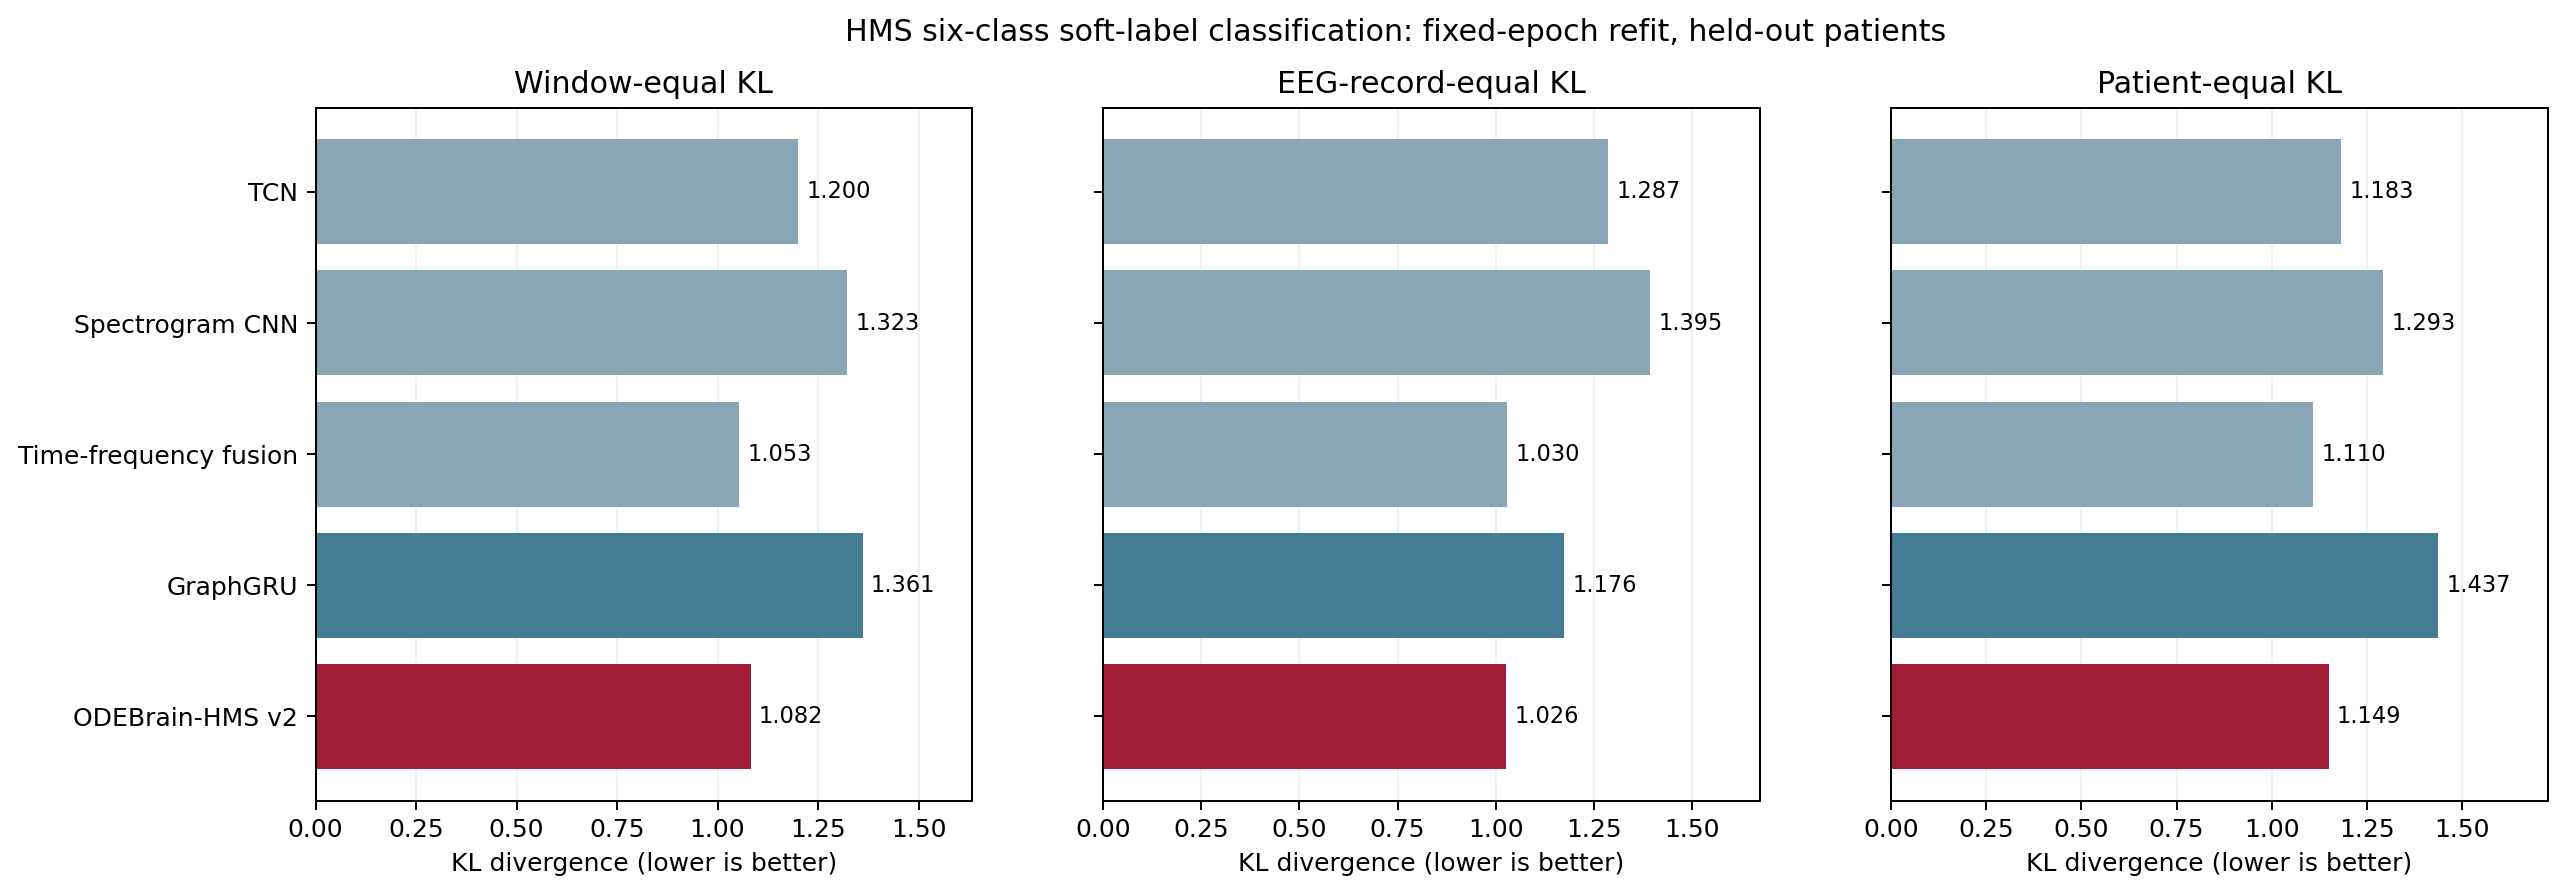 HMS six-class soft-label classification: fixed-epoch refit, held-out patients
Window-equal KL
TCN
1.200
Spectrogram CNN
1.323
Time-frequency fusion
1.053
GraphGRU
1.361
ODEBrain-HMS v2
1.082
0.00 0.25 0.50 0.75 1.00 1.25 1.50
KL divergence (lower is better)
EEG-record-equal KL
1.287
1.395
1.030
1.176
1.026
0.00 0.25 0.50 0.75 1.00 1.25 1.50
KL divergence (lower is better)
Patient-equal KL
1.183
1.293
1.110
1.437
1.149
0.00 0.25 0.50 0.75 1.00 1.25 1.50
KL divergence (lower is better)